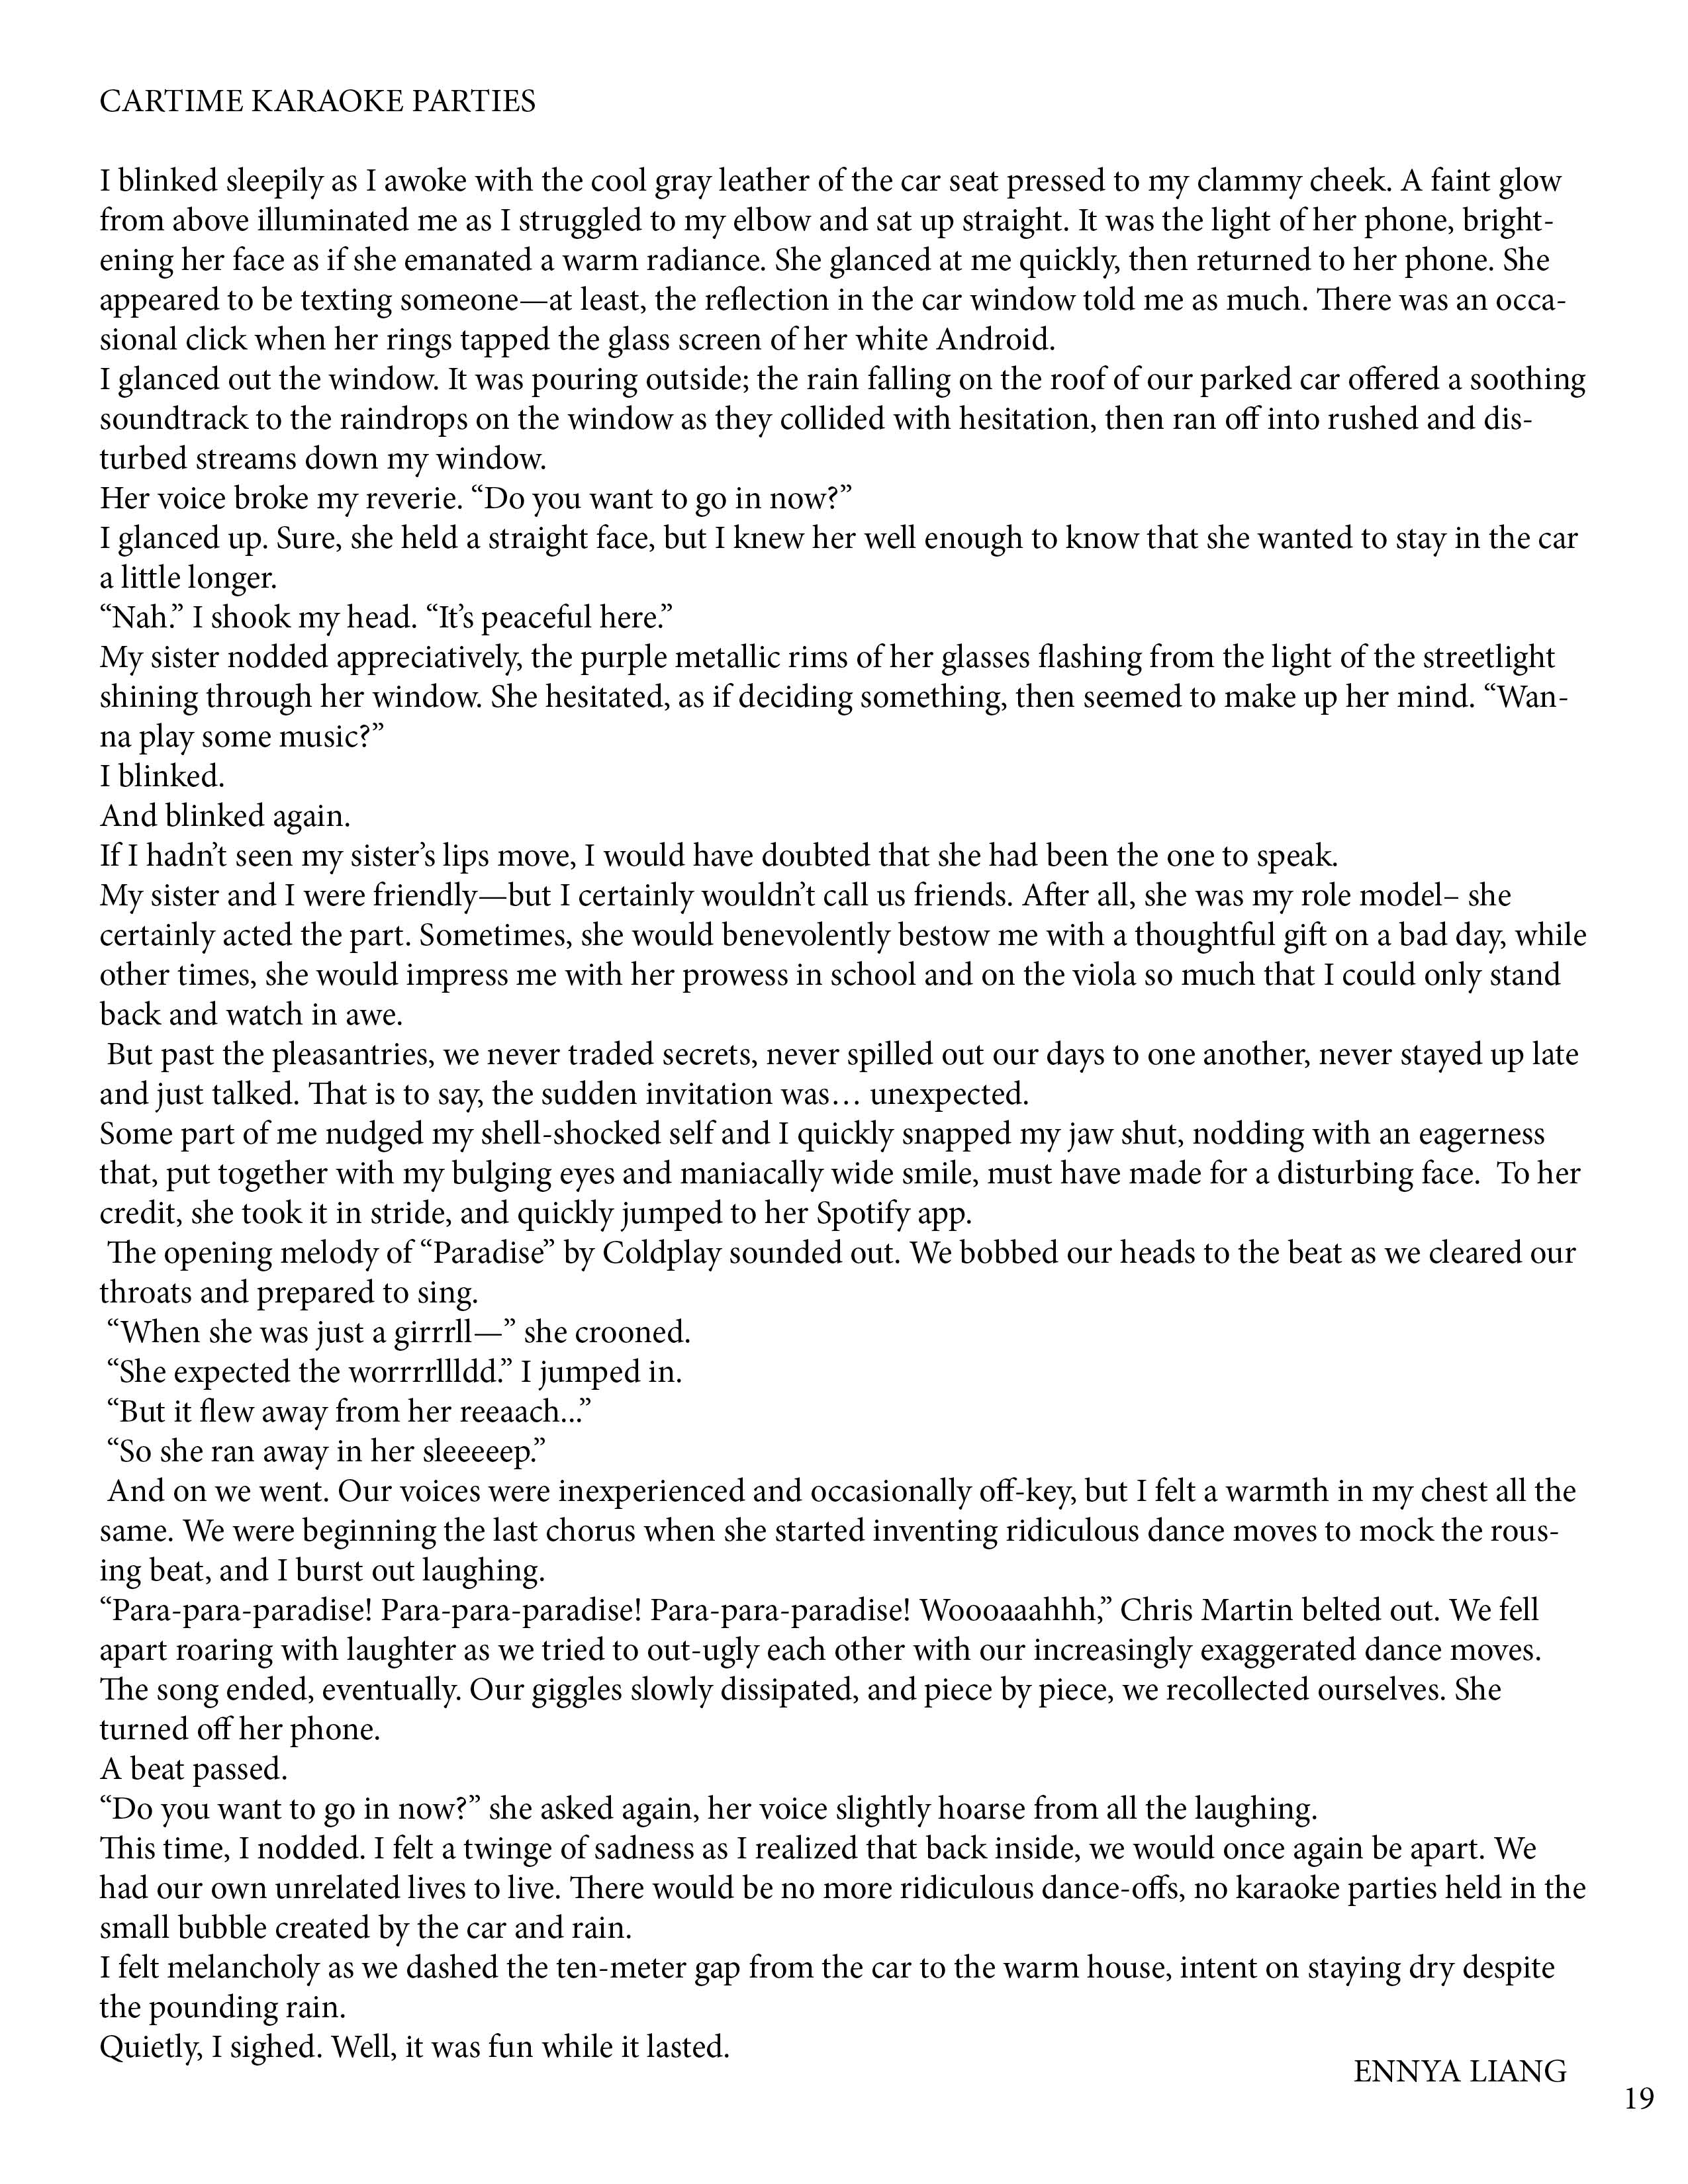 CARTIME KARAOKE PARTIES
I blinked sleepily as I awoke with the cool gray leather of the car seat pressed to my clammy cheek. A faint glow
from above illuminated me as I struggled to my elbow and sat up straight. It was the light of her phone, bright-
ening her face as if she emanated a warm radiance. She glanced at me quickly, then returned to her phone. She
appeared to be texting someone—at least, the reflection in the car window told me as much. There was an occa-
sional click when her rings tapped the glass screen of her white Android.
I glanced out the window. It was pouring outside; the rain falling on the roof of our parked car offered a soothing
soundtrack to the raindrops on the window as they collided with hesitation, then ran off into rushed and dis-
turbed streams down my window.
Her voice broke my reverie. “Do you want to go in now?”
I glanced up. Sure, she held a straight face, but I knew her well enough to know that she wanted to stay in the car
a little longer.
“Nah.” I shook my head. “It’s peaceful here.”
My sister nodded appreciatively, the purple metallic rims of her glasses flashing from the light of the streetlight
shining through her window. She hesitated, as if deciding something, then seemed to make up her mind. “Wan-
na play some music?”
I blinked.
And blinked again.
If I hadn’t seen my sister’s lips move, I would have doubted that she had been the one to speak.
My sister and I were friendly—but I certainly wouldn’t call us friends. After all, she was my role model– she
certainly acted the part. Sometimes, she would benevolently bestow me with a thoughtful gift on a bad day, while
other times, she would impress me with her prowess in school and on the viola so much that I could only stand
back and watch in awe.
But past the pleasantries, we never traded secrets, never spilled out our days to one another, never stayed up late
and just talked. That is to say, the sudden invitation was… unexpected.
Some part of me nudged my shell-shocked self and I quickly snapped my jaw shut, nodding with an eagerness
that, put together with my bulging eyes and maniacally wide smile, must have made for a disturbing face.  To her
credit, she took it in stride, and quickly jumped to her Spotify app.
The opening melody of “Paradise” by Coldplay sounded out. We bobbed our heads to the beat as we cleared our
throats and prepared to sing.
“When she was just a girrrll—” she crooned.
“She expected the worrrrllldd.” I jumped in.
“But it flew away from her reeaach...”
“So she ran away in her sleeeeep.”
And on we went. Our voices were inexperienced and occasionally off-key, but I felt a warmth in my chest all the
same. We were beginning the last chorus when she started inventing ridiculous dance moves to mock the rous-
ing beat, and I burst out laughing.
“Para-para-paradise! Para-para-paradise! Para-para-paradise! Woooaaahhh,” Chris Martin belted out. We fell
apart roaring with laughter as we tried to out-ugly each other with our increasingly exaggerated dance moves.
The song ended, eventually. Our giggles slowly dissipated, and piece by piece, we recollected ourselves. She
turned off her phone.
A beat passed.
“Do you want to go in now?” she asked again, her voice slightly hoarse from all the laughing.
This time, I nodded. I felt a twinge of sadness as I realized that back inside, we would once again be apart. We
had our own unrelated lives to live. There would be no more ridiculous dance-offs, no karaoke parties held in the
small bubble created by the car and rain.
I felt melancholy as we dashed the ten-meter gap from the car to the warm house, intent on staying dry despite
the pounding rain.
Quietly, I sighed. Well, it was fun while it lasted.
ENNYA LIANG
19